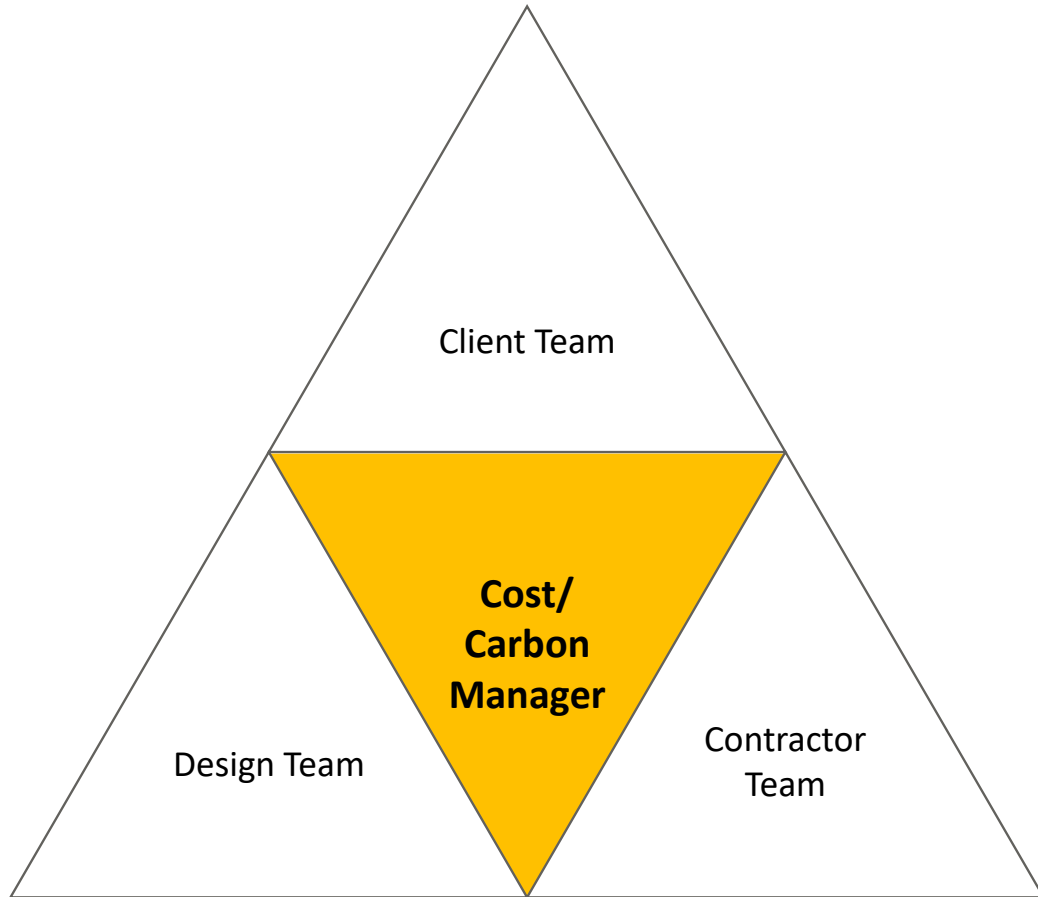 Client Team
Cost/
Carbon
Manager
Design Team
Contractor
Team